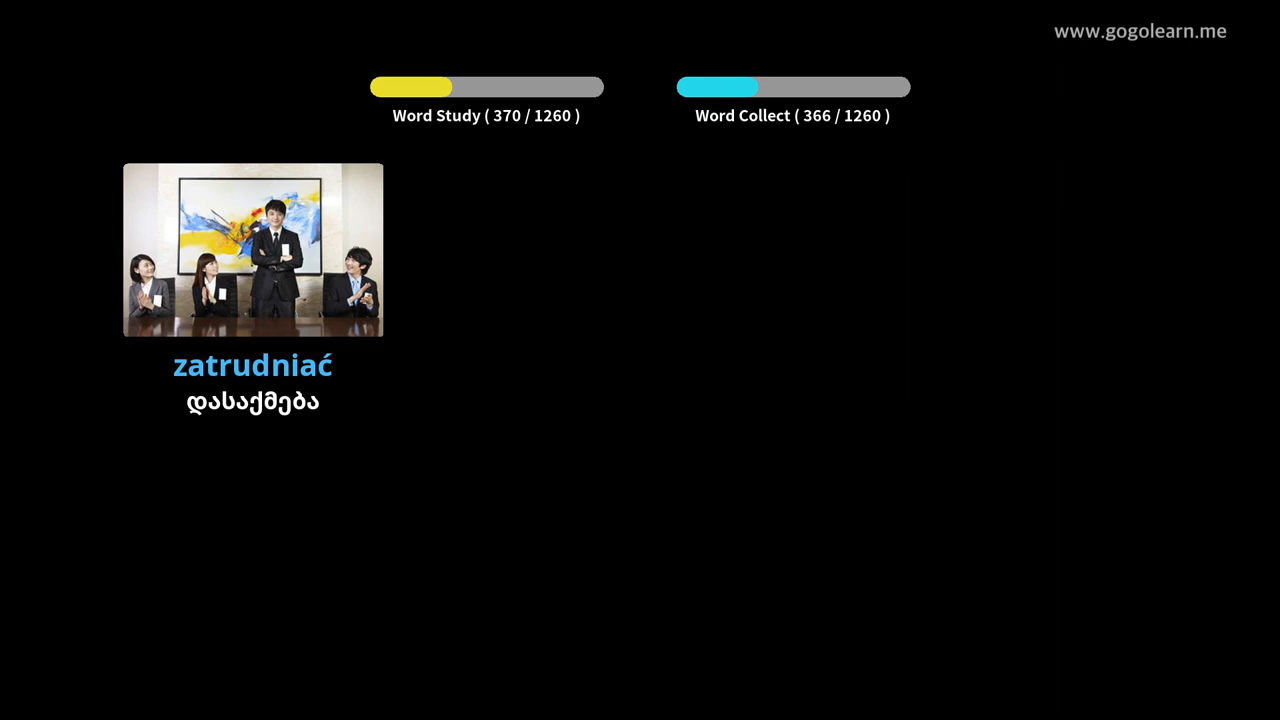 www.gogolearn.me
Word Study ( 370 / 1260 )
Word Collect ( 366 / 1260 )
zatrudniać
დასაქმება